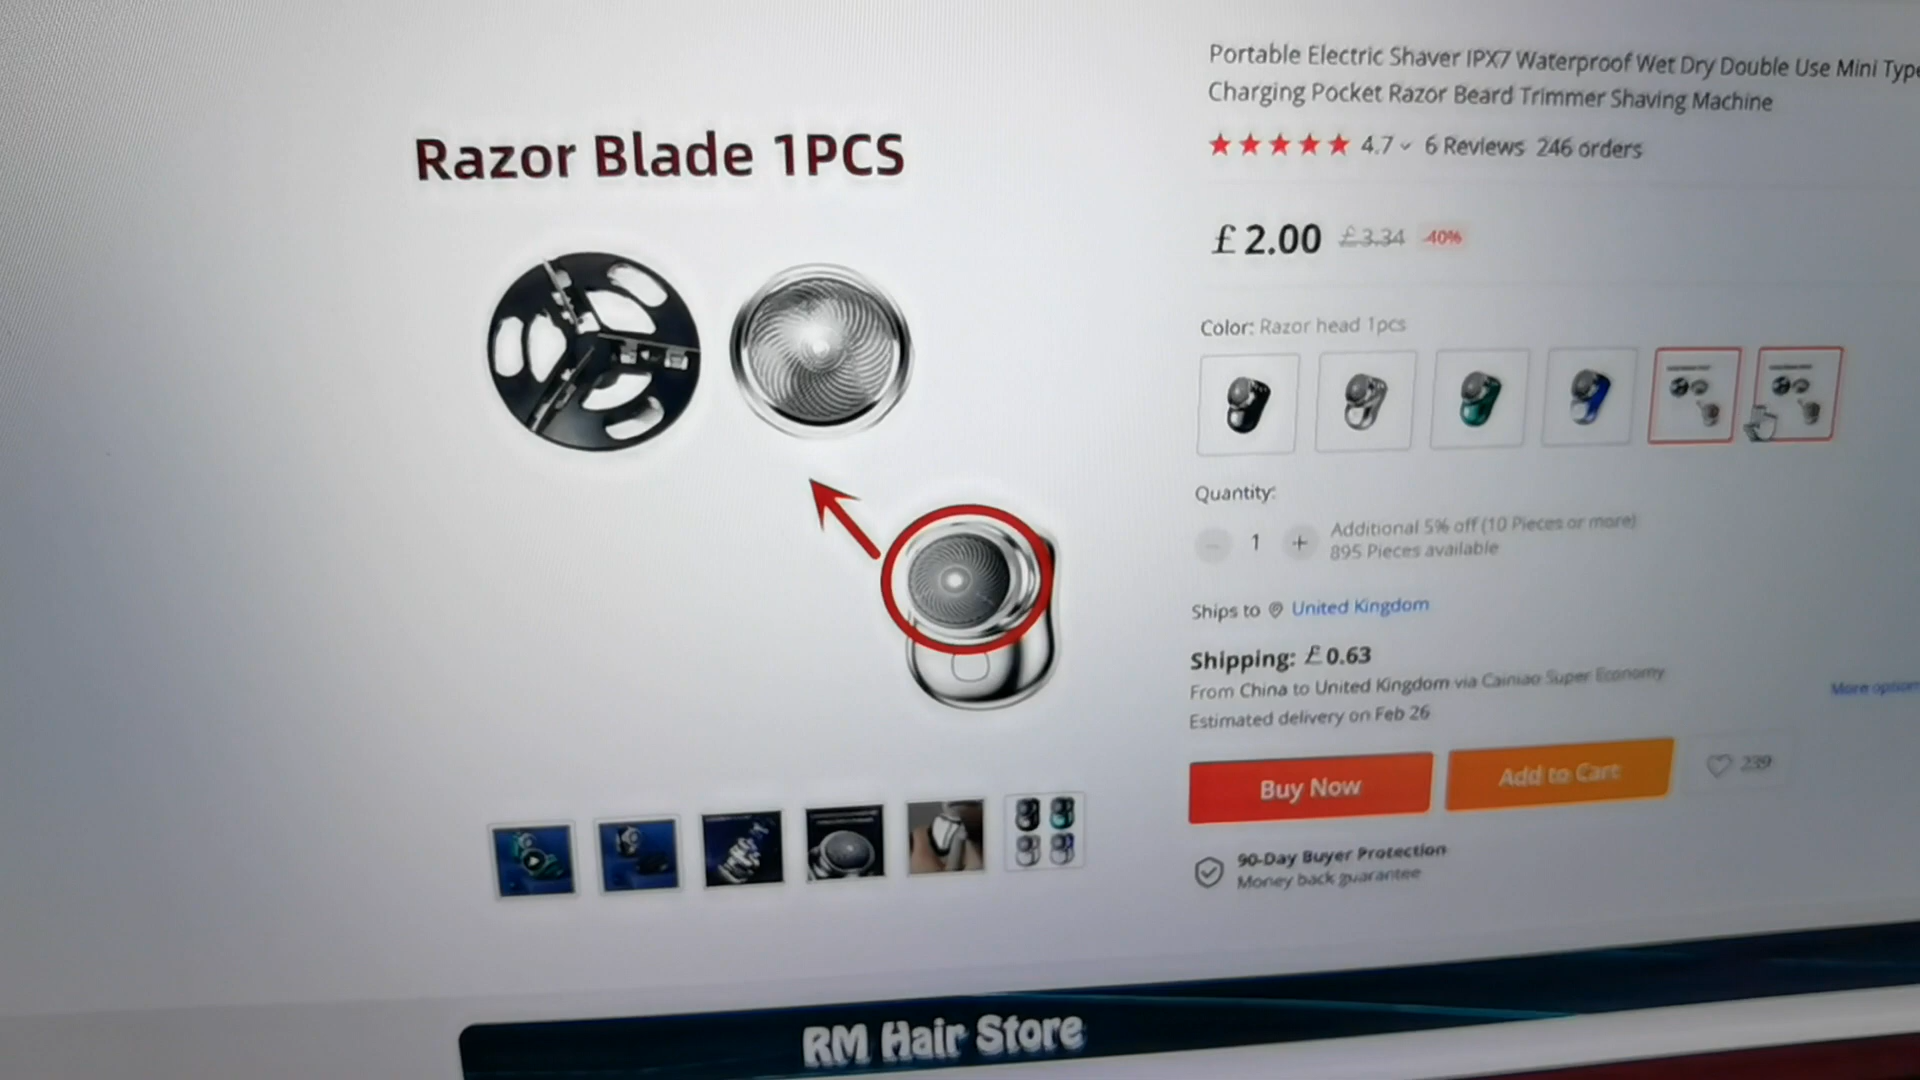 Portable Electric Shaver IPX7 Waterproof Wet Dry Double Use Mini Type
Charging Pocket Razor Beard Trimmer Shaving Machine
4.7 6 Reviews 246 orders
Razor Blade 1PCS
£ 2.00 £ 3.34 -40%
Color: Razor head 1pcs
Quantity:
1
Additional 5% off (10 Pieces or more)
895 Pieces available
Ships to United Kingdom
Shipping: £ 0.63
From China to United Kingdom via Cainiao Super Economy
More option
Estimated delivery on Feb 26
Buy Now
Add to Cart
239
90-Day Buyer Protection
Money back guarantee
RM Hair Store